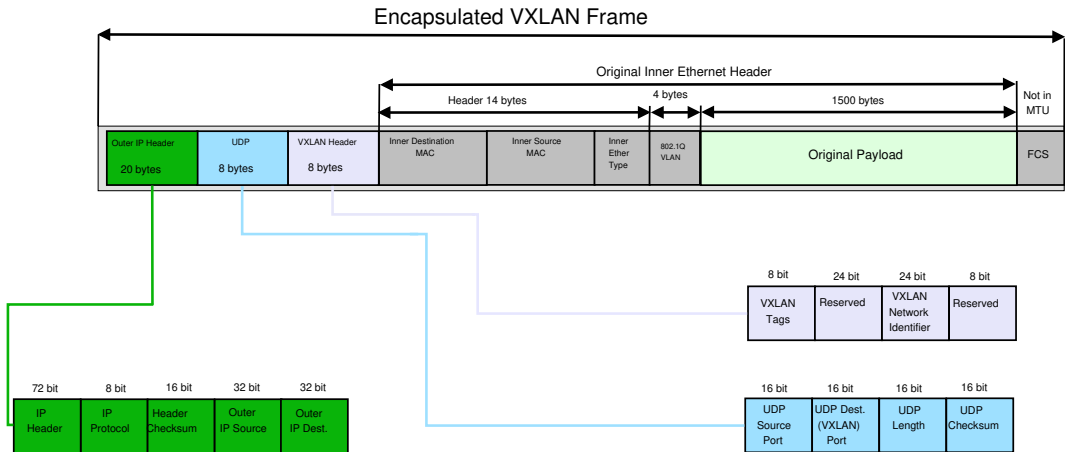 Encapsulated VXLAN Frame
Original Inner Ethernet Header
Header 14 bytes
4 bytes
1500 bytes
Not in
MTU
Outer IP Header
20 bytes
UDP
8 bytes
VXLAN Header
8 bytes
Inner Destination
MAC
Inner Source
MAC
Inner
Ether
Type
802.1Q
VLAN
Original Payload
FCS
8 bit
24 bit
24 bit
8 bit
VXLAN
Tags
Reserved
VXLAN
Network
Identifier
Reserved
72 bit
8 bit
16 bit
32 bit
32 bit
IP
Header
IP
Protocol
Header
Checksum
Outer
IP Source
Outer
IP Dest.
16 bit
16 bit
16 bit
16 bit
UDP
Source
Port
UDP Dest.
(VXLAN)
Port
UDP
Length
UDP
Checksum